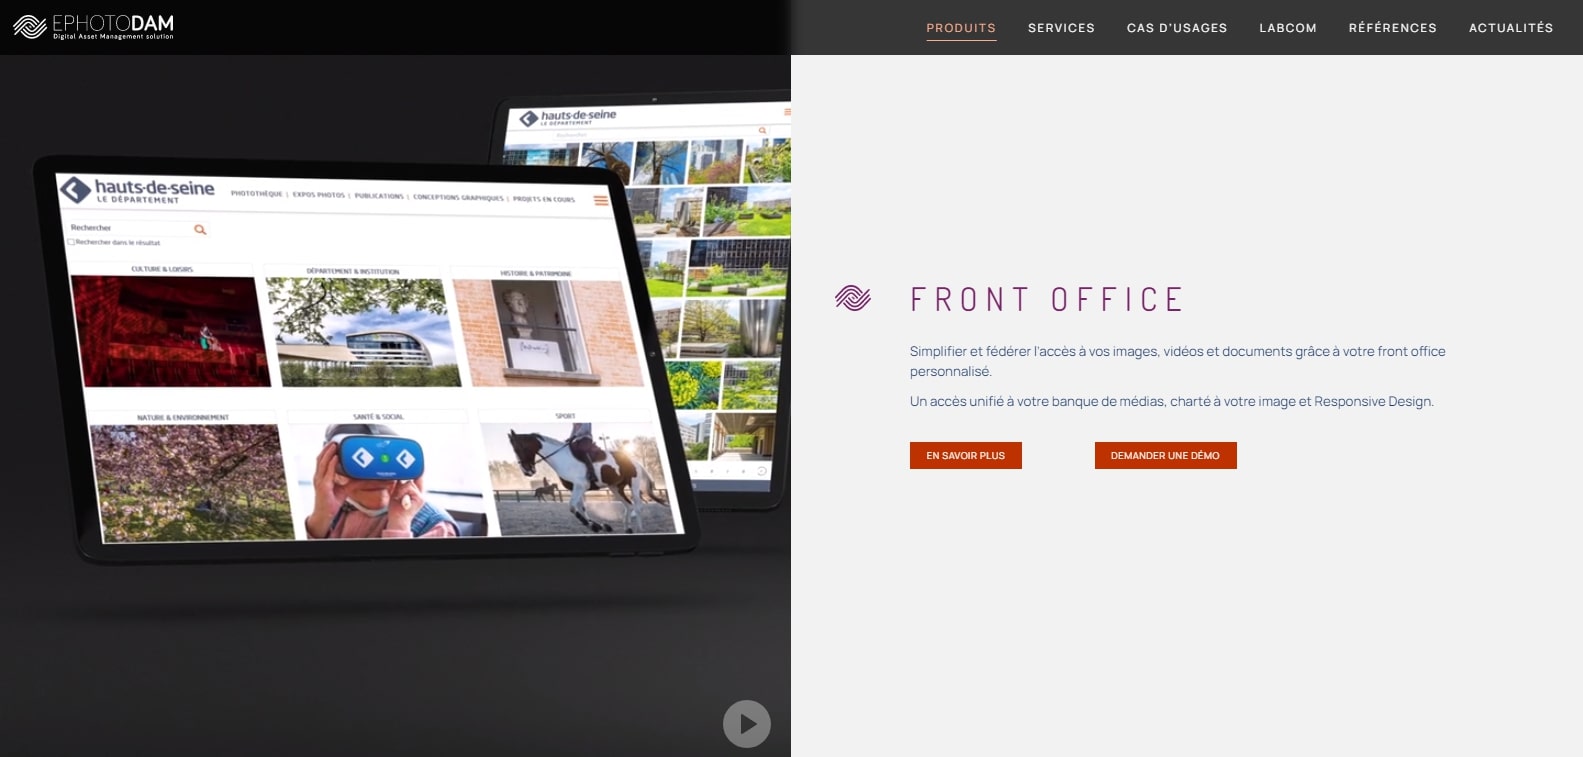 EPHOTODAM
Digital Asset Management solution
PRODUITS
SERVICES
CAS D'USAGES
LABCOM
RÉFÉRENCES
ACTUALITÉS
hauts-de-seine
LE DÉPARTEMENT
Rechercher
hauts-de-seine
LE DÉPARTEMENT
PHOTOTHÈQUE | EXPOS PHOTOS | PUBLICATIONS | CONCEPTIONS GRAPHIQUES | PROJETS EN COURS
Rechercher
Rechercher dans le résultat
CULTURE & LOISIRS
DÉPARTEMENT & INSTITUTION
HISTOIRE & PATRIMOINE
NATURE & ENVIRONNEMENT
SANTÉ & SOCIAL
SPORT
FRONT OFFICE
Simplifier et fédérer l'accès à vos images, vidéos et documents grâce à votre front office
personnalisé.
Un accès unifié à votre banque de médias, charté à votre image et Responsive Design.
EN SAVOIR PLUS
DEMANDER UNE DÉMO